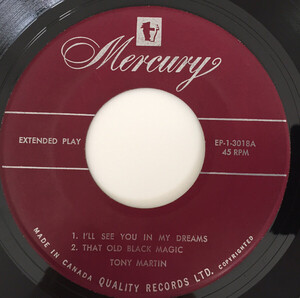 Mercury
EXTENDED PLAY
EP-1-3018A
45 RPM
1. I'LL SEE YOU IN MY DREAMS
2. THAT OLD BLACK MAGIC
TONY MARTIN
MADE IN CANADA QUALITY RECORDS LTD. COPYRIGHTED